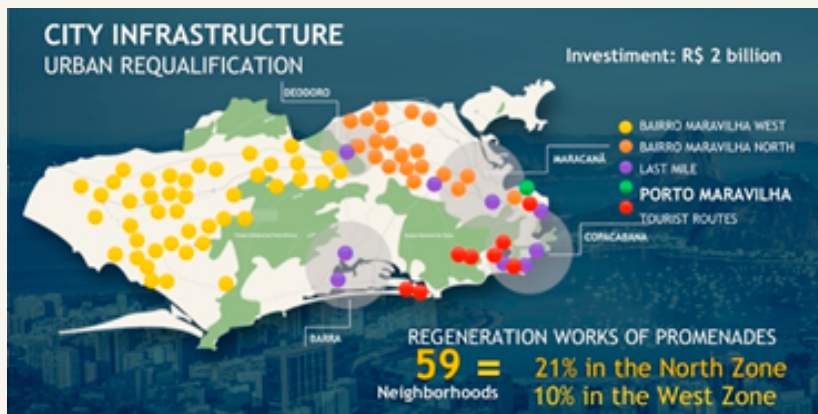 CITY INFRASTRUCTURE
URBAN REQUALIFICATION
Investiment: R$ 2 billion
DEODORO
BAIRRO MARAVILHA WEST
BAIRRO MARAVILHA NORTH
LAST MILE
PORTO MARAVILHA
TOURIST ROUTES
MARACANÃ
COPACABANA
BARRA
REGENERATION WORKS OF PROMENADES
59 = 21% in the North Zone
Neighborhoods 10% in the West Zone